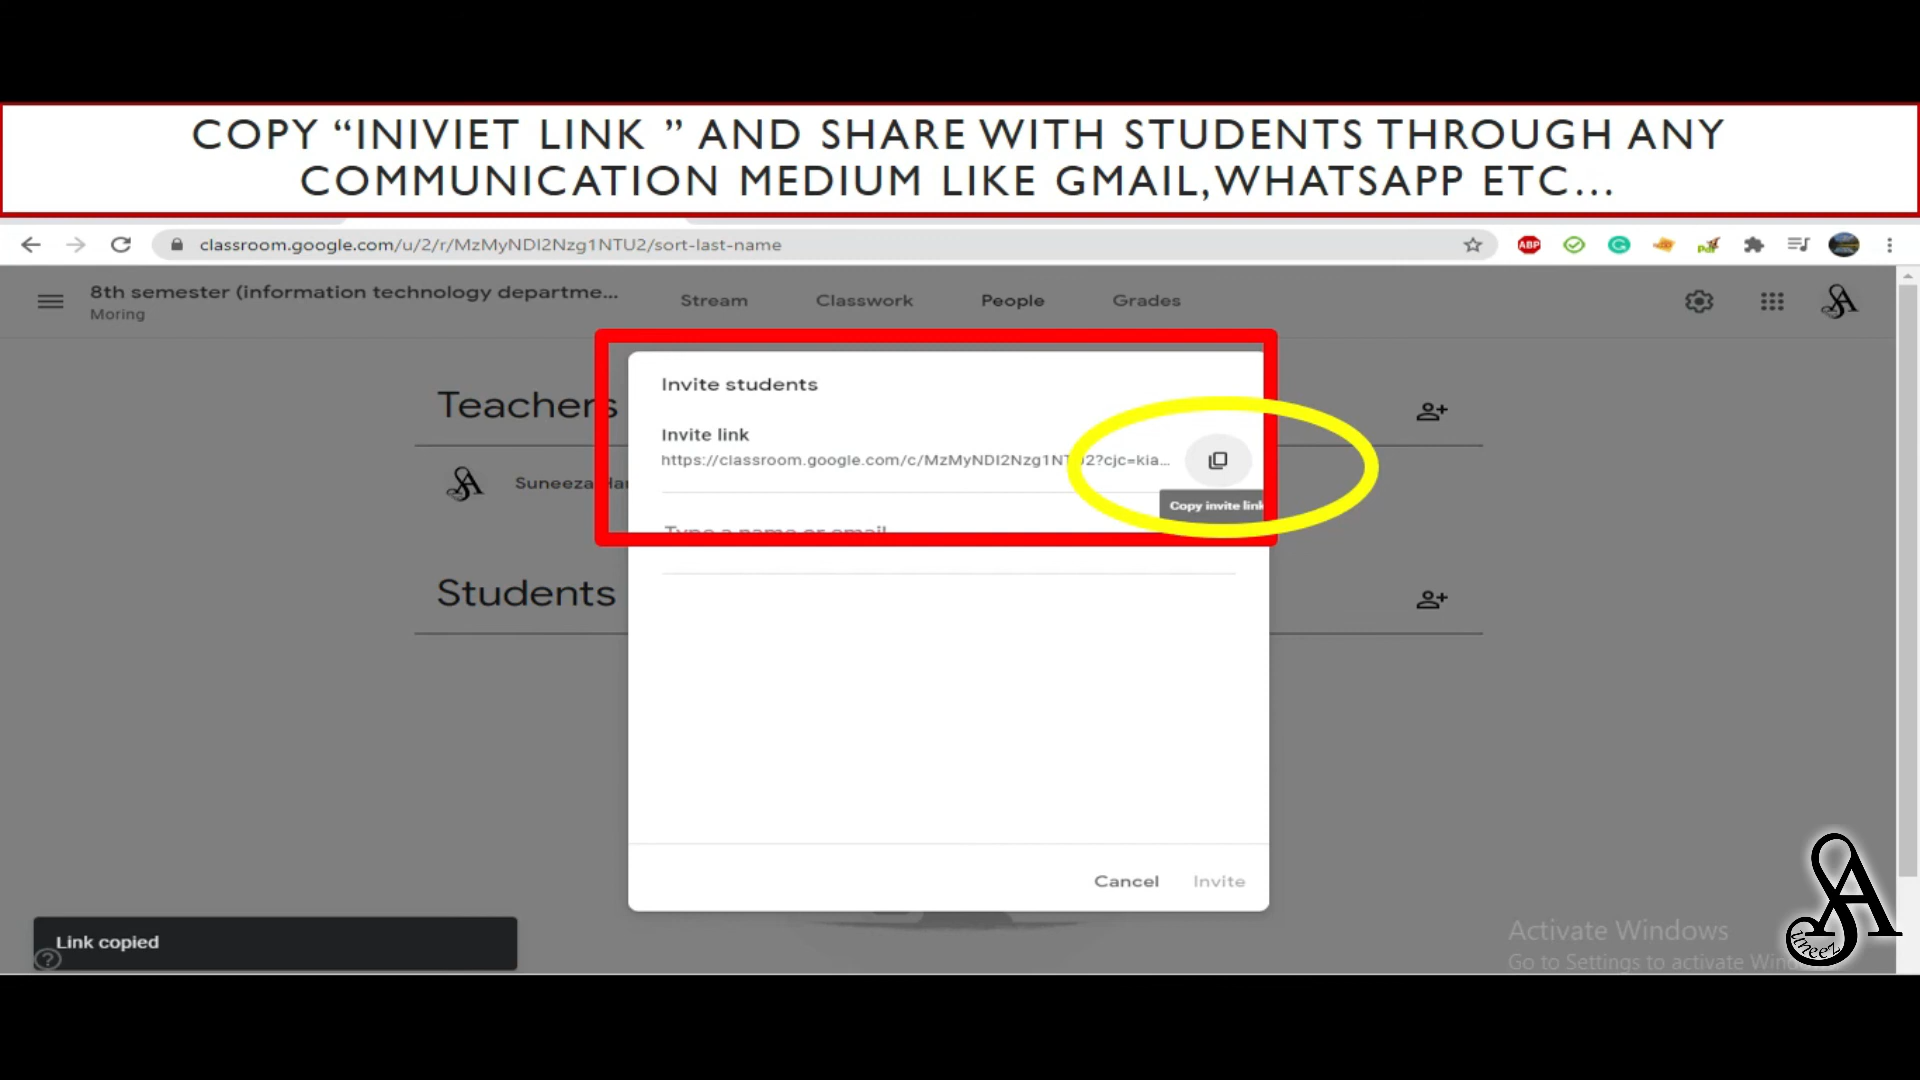 COPY “INIVIET LINK ” AND SHARE WITH STUDENTS THROUGH ANY
COMMUNICATION MEDIUM LIKE GMAIL,WHATSAPP ETC…
classroom.google.com/u/2/r/MzMyNDI2Nzg1NTU2/sort-last-name
ABP
8th semester (information technology departme...
Moring
Stream
Classwork
People
Grades
Invite students
Teachers
Invite link
https://classroom.google.com/c/MzMyNDI2Nzg1NTU2?cjc=kia...
Suneeza
Copy invite link
Type a name or email
Students
Cancel
Invite
Link copied
Activate Windows
Go to Settings to activate
uneez